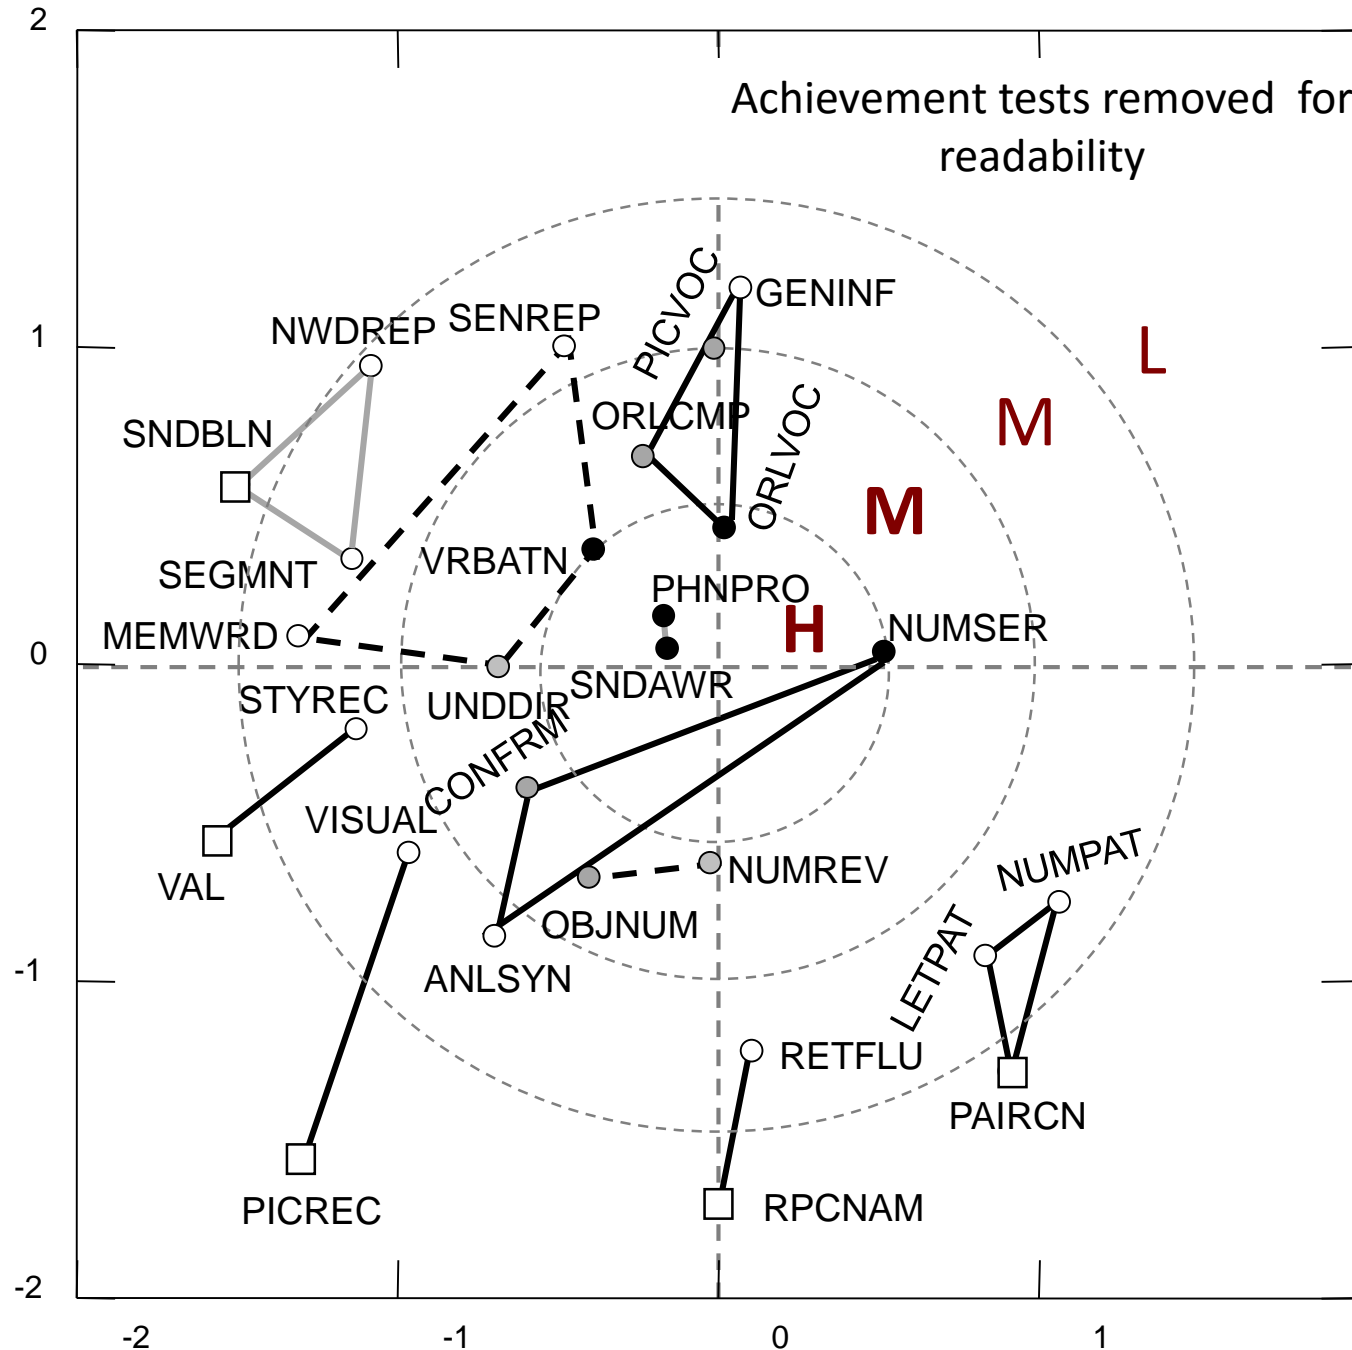 2
Achievement tests removed for
readability
PICVOC
GENINF
NWDREP
SENREP
1
L
ORLCMP
ORLVOC
M
SNDBLN
M
VRBATN
SEGMNT
PHNPRO
MEMWRD
H
NUMSER
0
SNDAWR
STYREC
UNDDIR
CONFRM
VISUAL
NUMREV
NUMPAT
VAL
OBJNUM
LETPAT
-1
ANLSYN
RETFLU
PAIRCN
PICREC
RPCNAM
-2
-2
-1
0
1